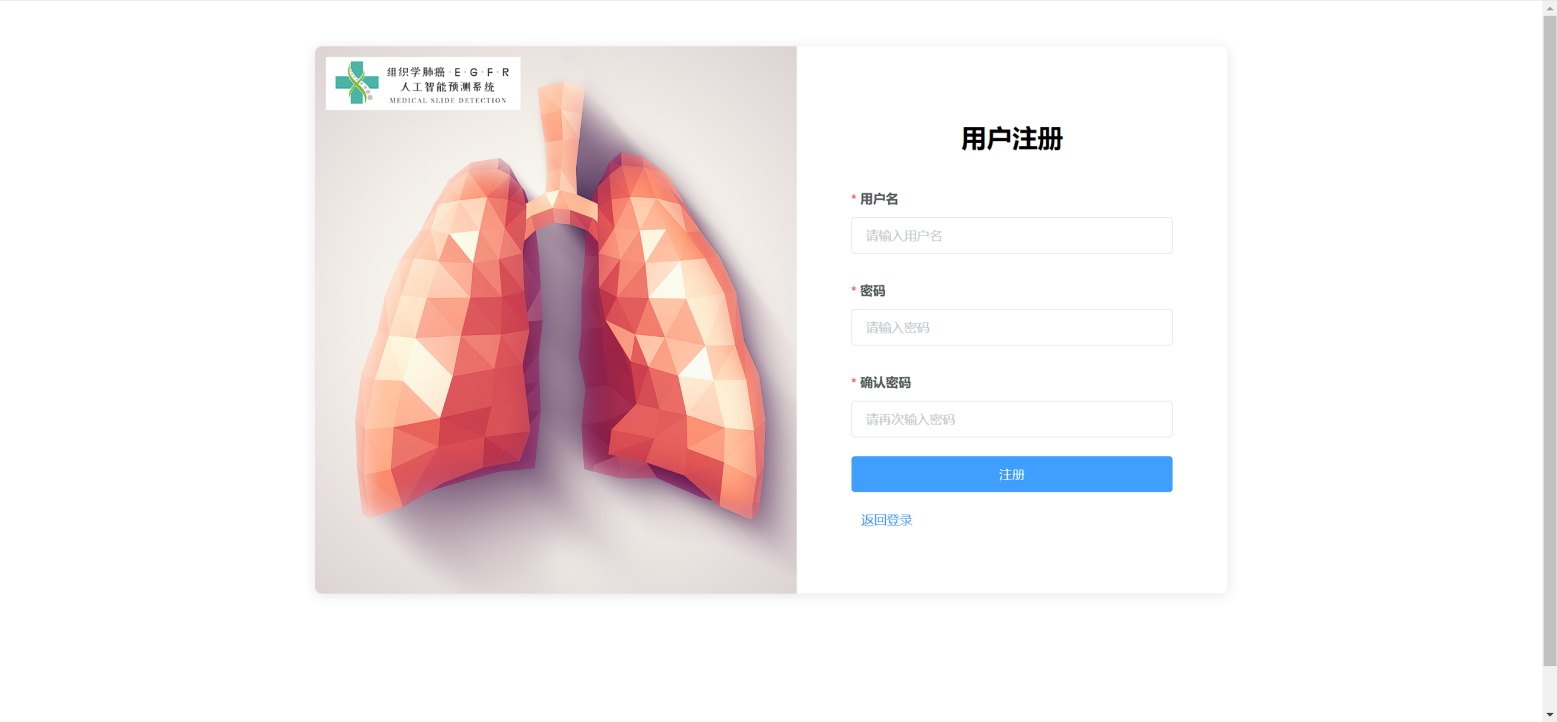 组织学肺癌·E·G·F·R
人工智能预测系统
MEDICAL SLIDE DETECTION
用户注册
* 用户名
请输入用户名
* 密码
请输入密码
* 确认密码
请再次输入密码
注册
返回登录